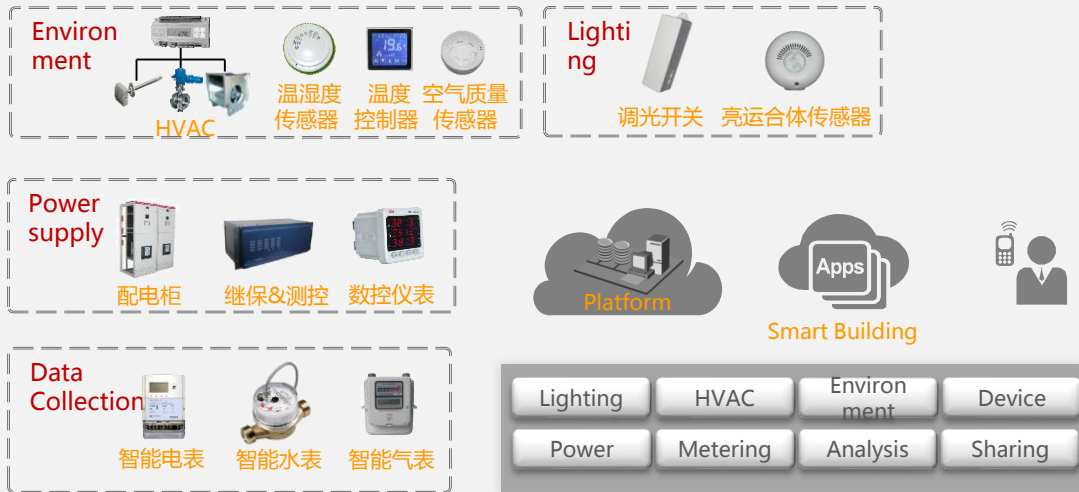 Environ
ment
HVAC
温湿度
传感器
温度
控制器
空气质量
传感器
Lighti
ng
调光开关
亮运合体传感器
Power
supply
配电柜
继保&测控
数控仪表
Platform
Apps
Smart Building
Data
Collection
智能电表
智能水表
智能气表
Lighting
HVAC
Environ
ment
Device
Power
Metering
Analysis
Sharing